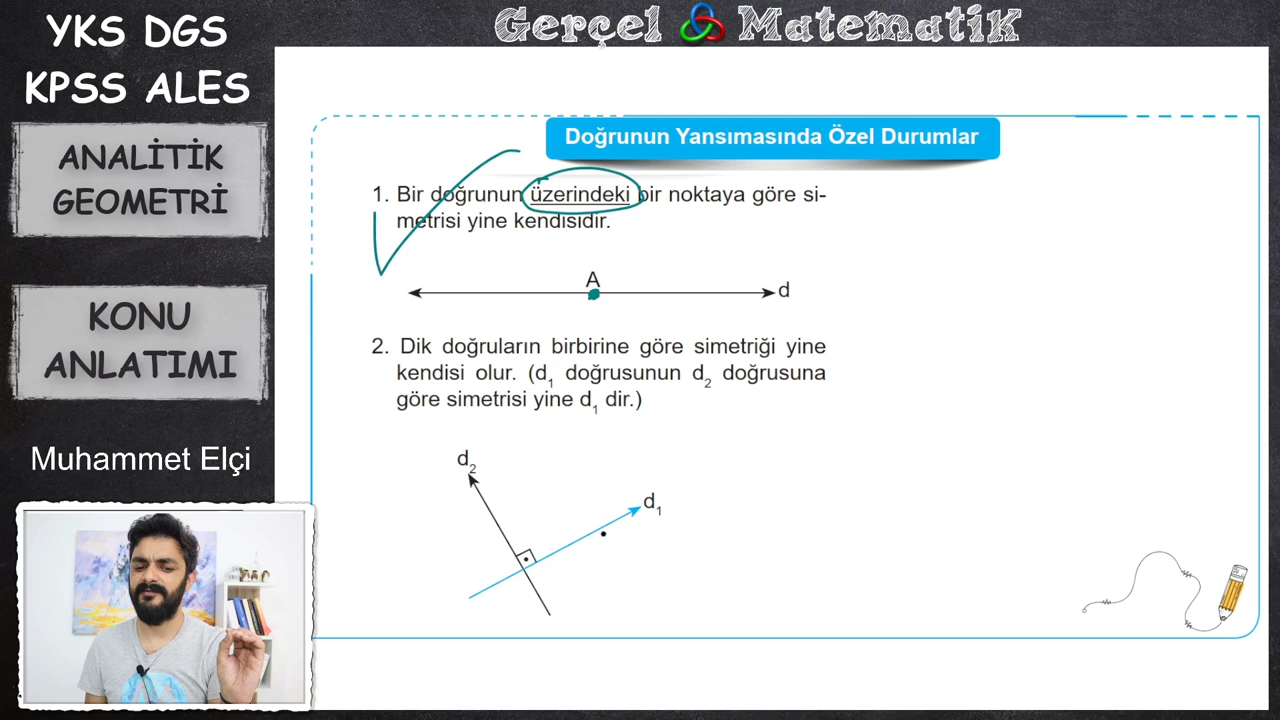 YKS DGS
KPSS ALES
ANALİTİK
GEOMETRİ
KONU
ANLATIMI
Muhammet Elçi
Gerçel Matematik
Doğrunun Yansımasında Özel Durumlar
1. Bir doğrunun üzerindeki bir noktaya göre si-
metrisi yine kendisidir.
A
d
2. Dik doğruların birbirine göre simetriği yine
kendisi olur. (d₁ doğrusunun d₂ doğrusuna
göre simetrisi yine d₁ dir.)
d₂
d₁